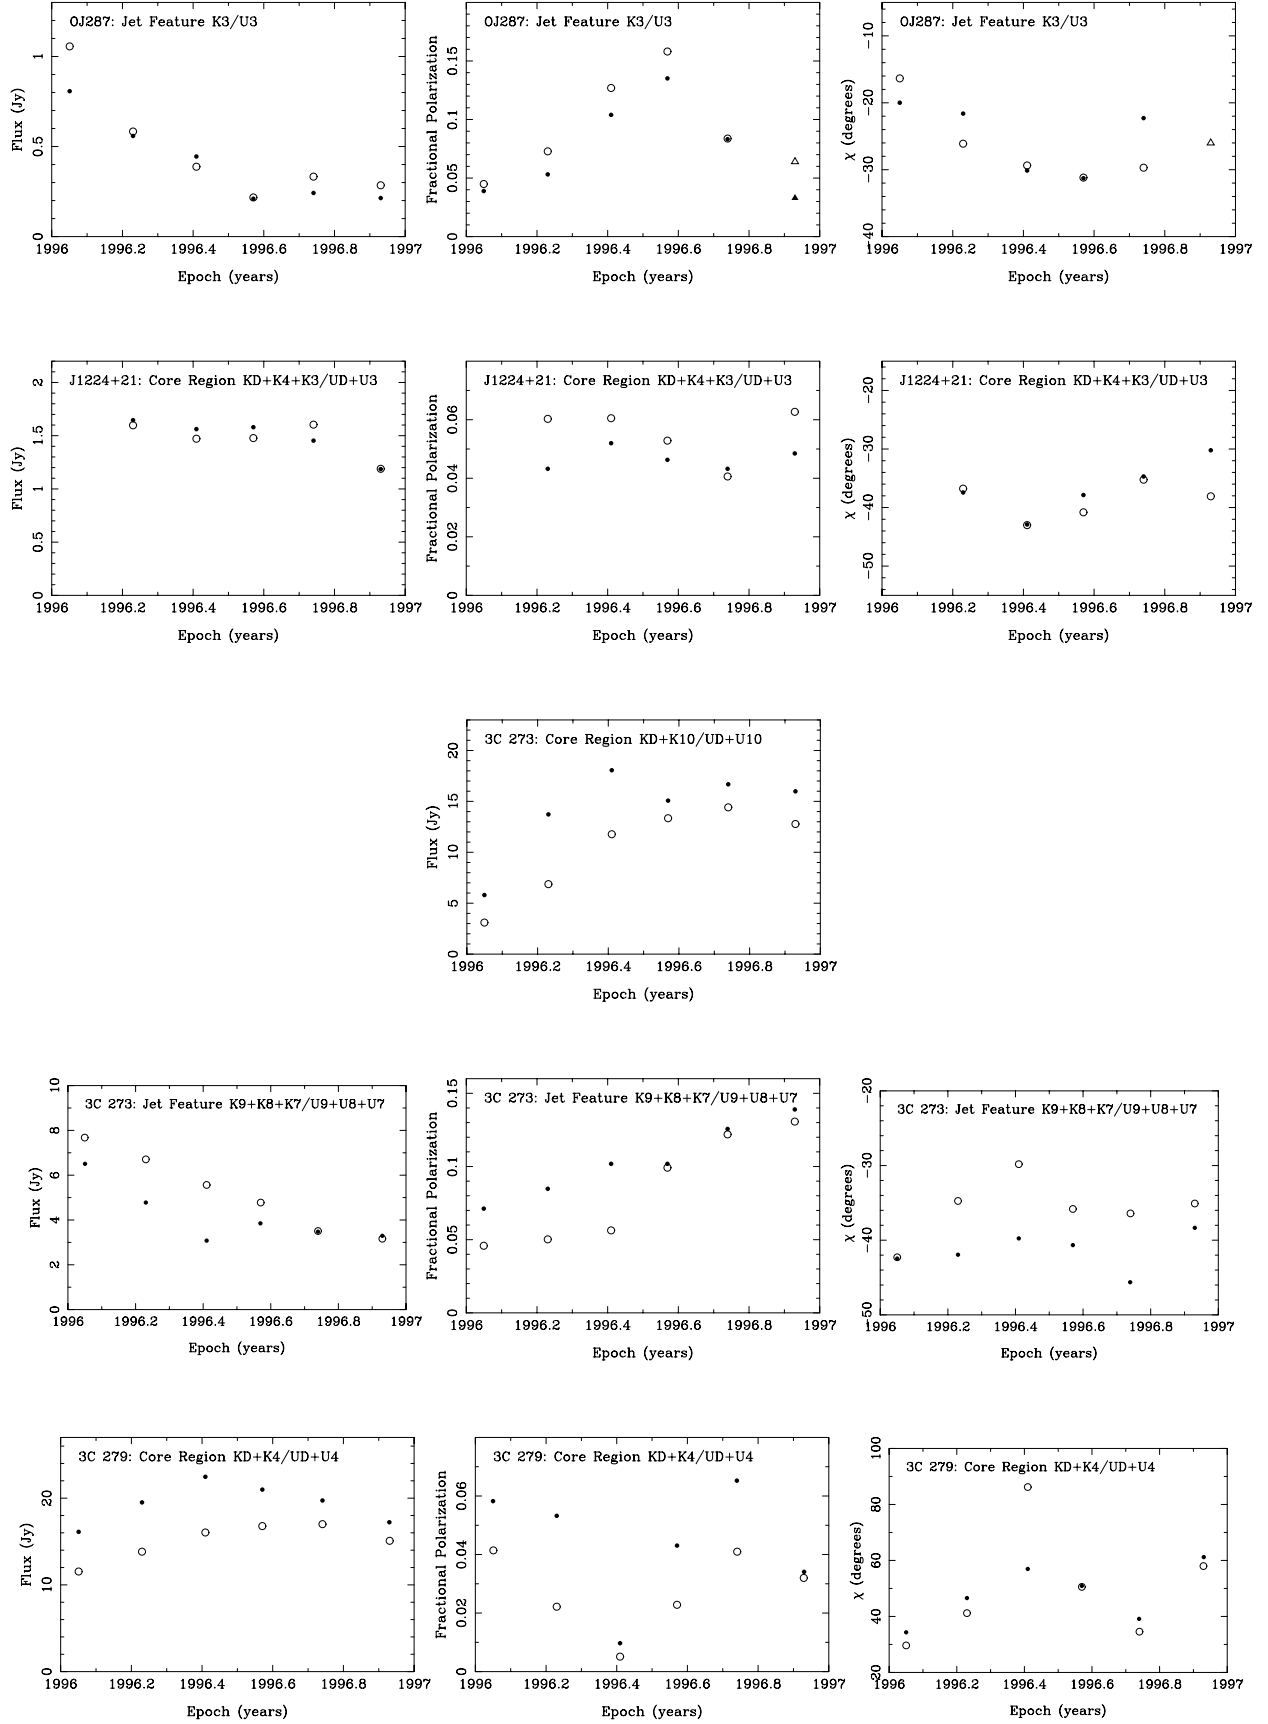 OJ287: Jet Feature K3/U3
Flux (Jy)
0 0.5 1
1996 1996.2 1996.4 1996.6 1996.8 1997
Epoch (years)
OJ287: Jet Feature K3/U3
Fractional Polarization
0 0.05 0.1 0.15
1996 1996.2 1996.4 1996.6 1996.8 1997
Epoch (years)
OJ287: Jet Feature K3/U3
χ (degrees)
−40 −30 −20 −10
1996 1996.2 1996.4 1996.6 1996.8 1997
Epoch (years)
J1224+21: Core Region KD+K4+K3/UD+U3
Flux (Jy)
0 0.5 1 1.5 2
1996 1996.2 1996.4 1996.6 1996.8 1997
Epoch (years)
J1224+21: Core Region KD+K4+K3/UD+U3
Fractional Polarization
0 0.02 0.04 0.06
1996 1996.2 1996.4 1996.6 1996.8 1997
Epoch (years)
J1224+21: Core Region KD+K4+K3/UD+U3
χ (degrees)
−50 −40 −30 −20
1996 1996.2 1996.4 1996.6 1996.8 1997
Epoch (years)
3C 273: Core Region KD+K10/UD+U10
Flux (Jy)
0 5 10 15 20
1996 1996.2 1996.4 1996.6 1996.8 1997
Epoch (years)
3C 273: Jet Feature K9+K8+K7/U9+U8+U7
Flux (Jy)
0 2 4 6 8 10
1996 1996.2 1996.4 1996.6 1996.8 1997
Epoch (years)
3C 273: Jet Feature K9+K8+K7/U9+U8+U7
Fractional Polarization
0 0.05 0.1 0.15
1996 1996.2 1996.4 1996.6 1996.8 1997
Epoch (years)
3C 273: Jet Feature K9+K8+K7/U9+U8+U7
χ (degrees)
−50 −40 −30 −20
1996 1996.2 1996.4 1996.6 1996.8 1997
Epoch (years)
3C 279: Core Region KD+K4/UD+U4
Flux (Jy)
0 10 20
1996 1996.2 1996.4 1996.6 1996.8 1997
Epoch (years)
3C 279: Core Region KD+K4/UD+U4
Fractional Polarization
0 0.02 0.04 0.06
1996 1996.2 1996.4 1996.6 1996.8 1997
Epoch (years)
3C 279: Core Region KD+K4/UD+U4
χ (degrees)
20 40 60 80 100
1996 1996.2 1996.4 1996.6 1996.8 1997
Epoch (years)